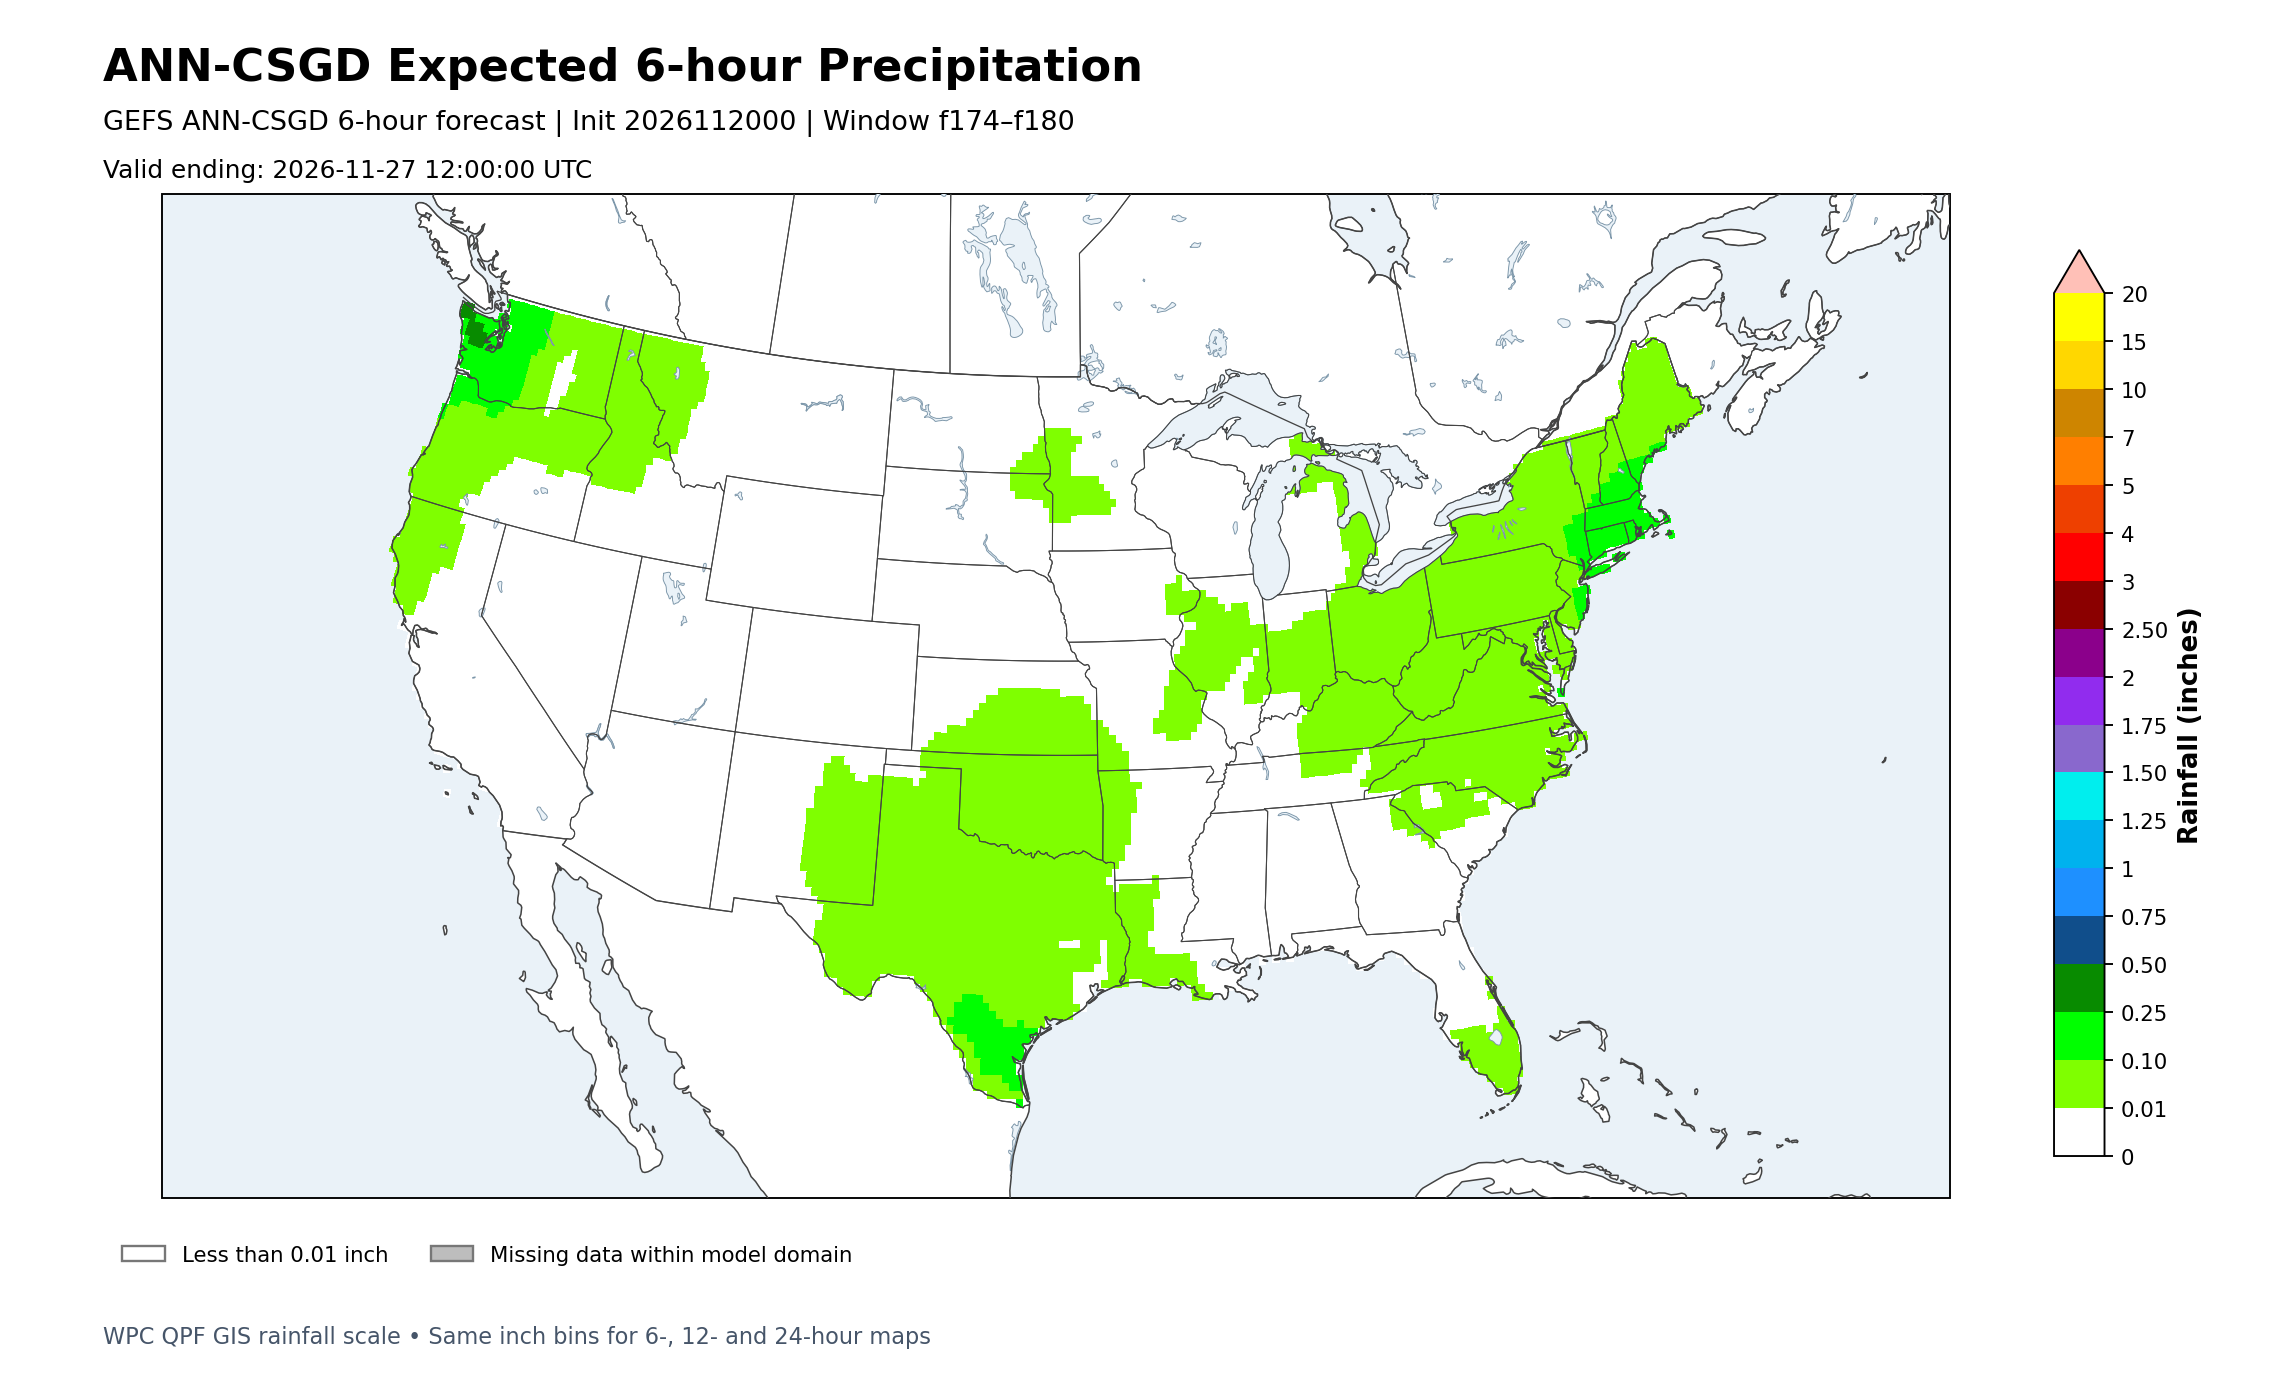 ANN-CSGD Expected 6-hour Precipitation
GEFS ANN-CSGD 6-hour forecast | Init 2026112000 | Window f174–f180
Valid ending: 2026-11-27 12:00:00 UTC
20
15
10
7
5
4
3
2.50
2
1.75
1.50
1.25
1
0.75
0.50
0.25
0.10
0.01
0
Rainfall (inches)
Less than 0.01 inch
Missing data within model domain
WPC QPF GIS rainfall scale • Same inch bins for 6-, 12- and 24-hour maps